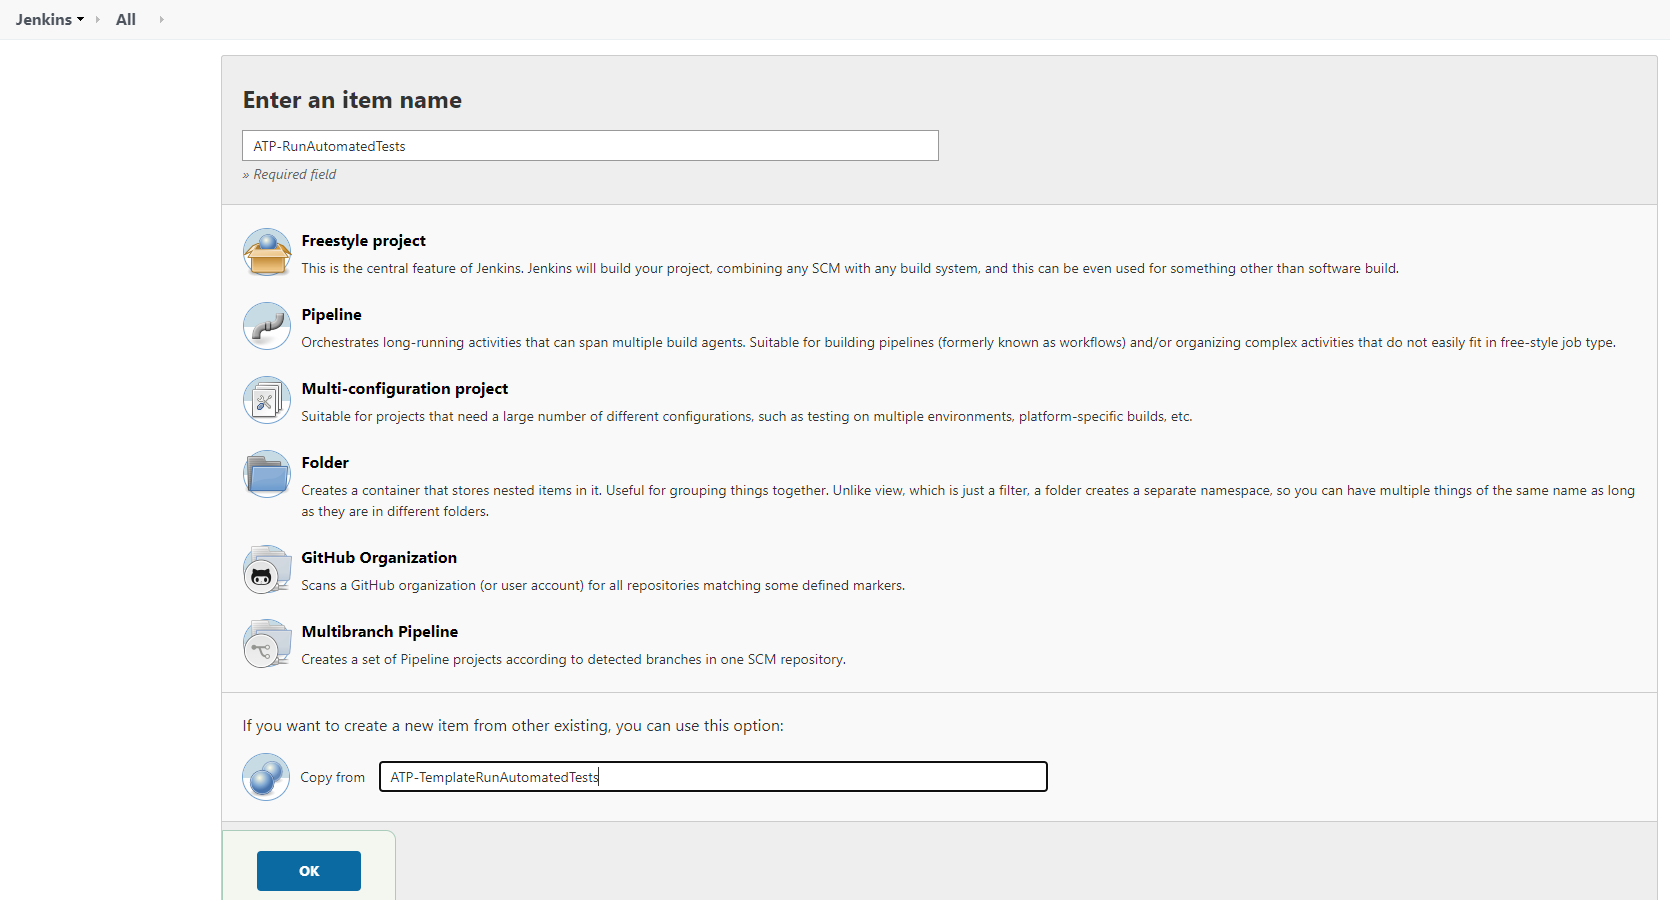 Jenkins All
Enter an item name
ATP-RunAutomatedTests
» Required field
Freestyle project
This is the central feature of Jenkins. Jenkins will build your project, combining any SCM with any build system, and this can be even used for something other than software build.
Pipeline
Orchestrates long-running activities that can span multiple build agents. Suitable for building pipelines (formerly known as workflows) and/or organizing complex activities that do not easily fit in free-style job type.
Multi-configuration project
Suitable for projects that need a large number of different configurations, such as testing on multiple environments, platform-specific builds, etc.
Folder
Creates a container that stores nested items in it. Useful for grouping things together. Unlike view, which is just a filter, a folder creates a separate namespace, so you can have multiple things of the same name as long
as they are in different folders.
GitHub Organization
Scans a GitHub organization (or user account) for all repositories matching some defined markers.
Multibranch Pipeline
Creates a set of Pipeline projects according to detected branches in one SCM repository.
If you want to create a new item from other existing, you can use this option:
Copy from ATP-TemplateRunAutomatedTests
OK